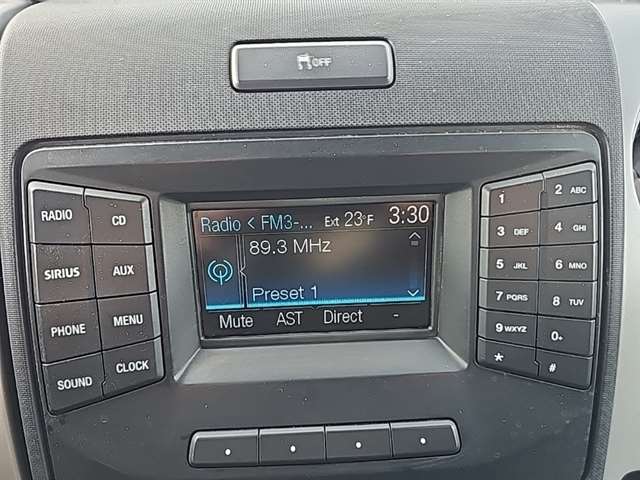 OFF
RADIO
CD
SIRIUS
AUX
PHONE
MENU
SOUND
CLOCK
Radio < FM3-... Ext 23°F 3:30
89.3 MHz
Preset 1
Mute AST Direct -
1
2 ABC
3 DEF
4 GHI
5 JKL
6 MNO
7 PQRS
8 TUV
9 WXYZ
0+
*
#